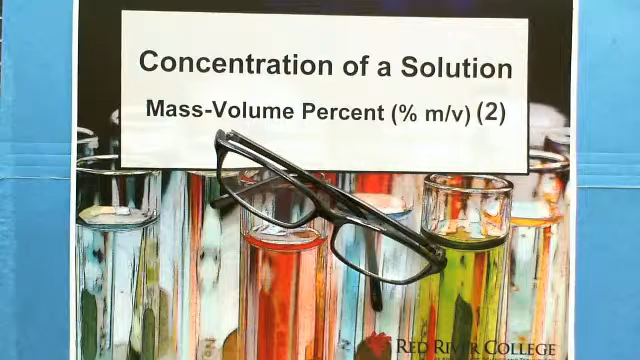 Concentration of a Solution
Mass-Volume Percent (% m/v) (2)
RED RIVER COLLEGE